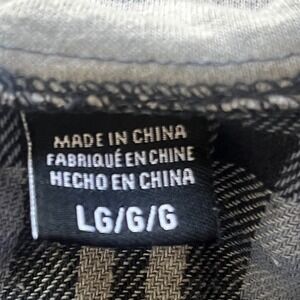 MADE IN CHINA
FABRIQUÉ EN CHINE
HECHO EN CHINA
LG/G/G